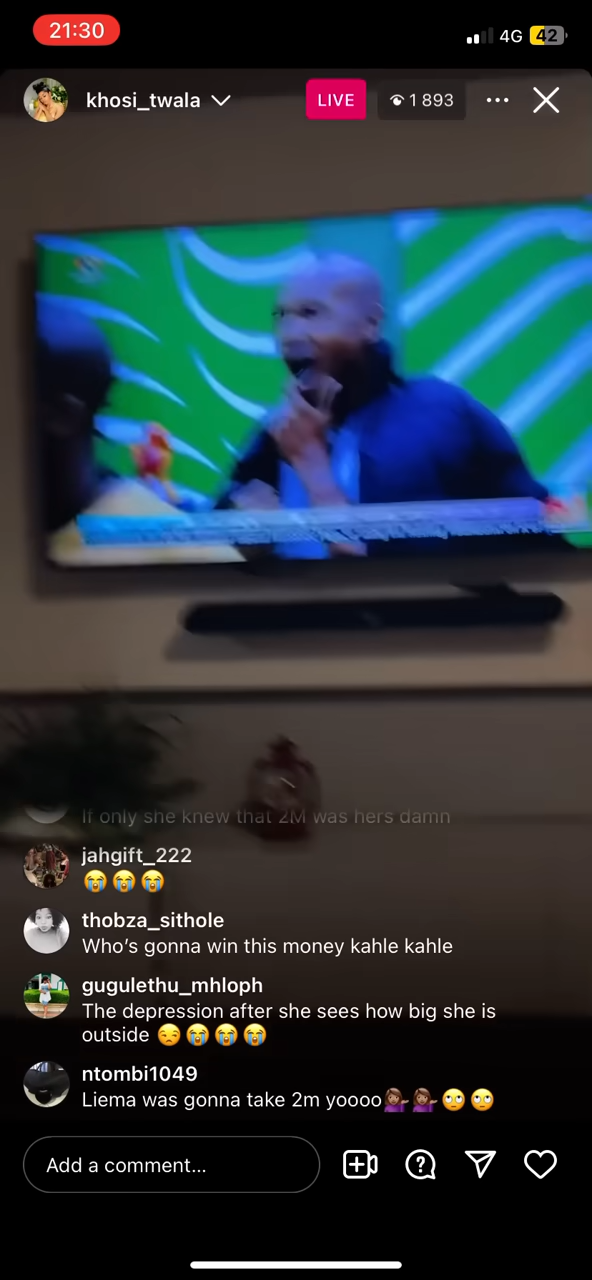 21:30
4G
42
khosi_twala
LIVE
1 893
If only she knew that 2M was hers damn
jahgift_222
😭😭😭
thobza_sithole
Who's gonna win this money kahle kahle
gugulethu_mhloph
The depression after she sees how big she is
outside 😒😭😭😭
ntombi1049
Liema was gonna take 2m yoooo💁🏽‍♀️💁🏽‍♀️🙄🙄
Add a comment...